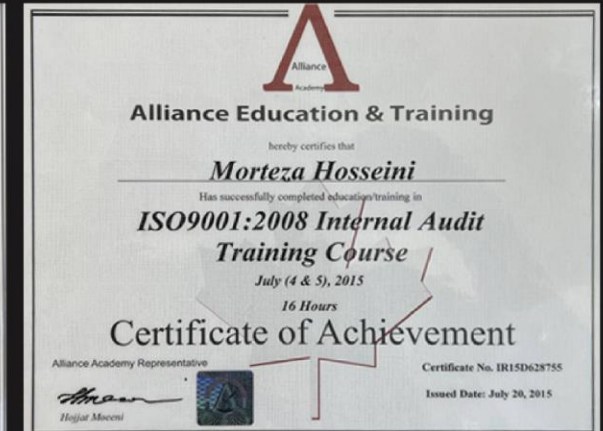 Alliance
Academy
Alliance Education & Training
hereby certifies that
Morteza Hosseini
Has successfully completed education/training in
ISO9001:2008 Internal Audit
Training Course
July (4 & 5), 2015
16 Hours
Certificate of Achievement
Alliance Academy Representative
Certificate No. IR15D628755
Issued Date: July 20, 2015
Hojjat Moeeni